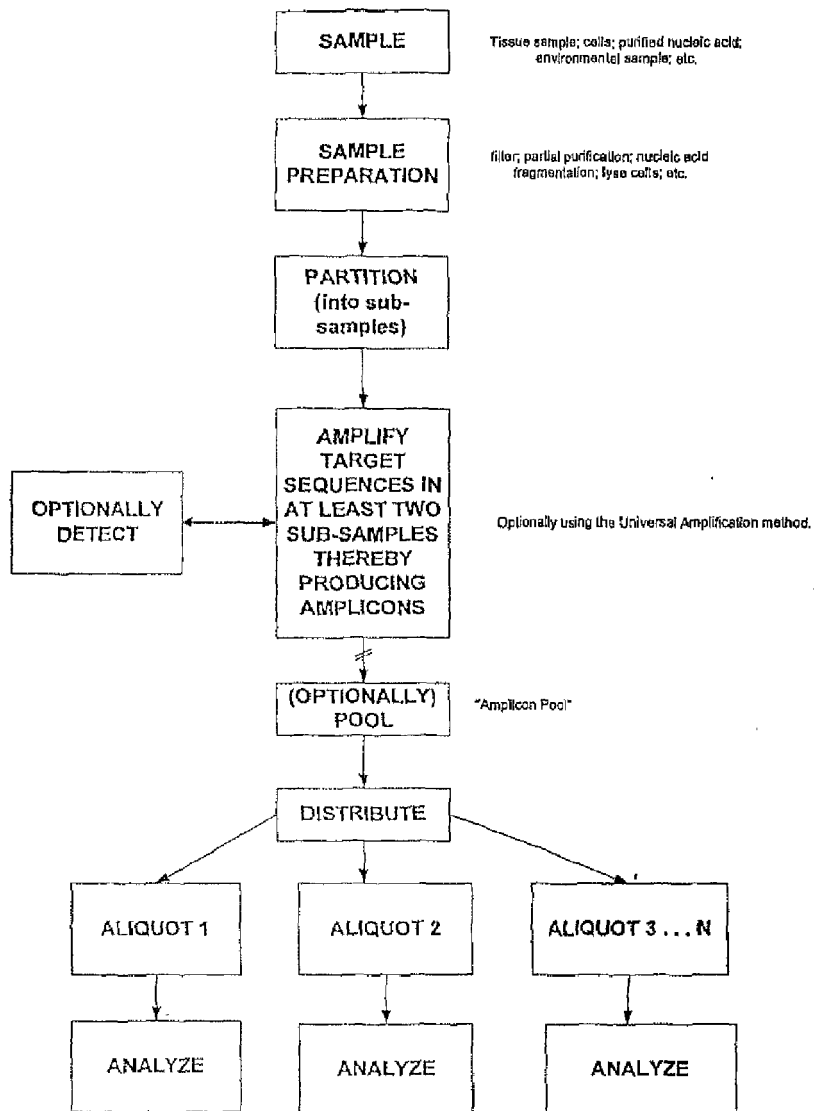 SAMPLE
Tissue sample; cells; purified nucleic acid;
environmental sample; etc.
SAMPLE
PREPARATION
filter; partial purification; nucleic acid
fragmentation; lyse cells; etc.
PARTITION
(into sub-
samples)
AMPLIFY
TARGET
SEQUENCES IN
AT LEAST TWO
SUB-SAMPLES
THEREBY
PRODUCING
AMPLICONS
OPTIONALLY
DETECT
Optionally using the Universal Amplification method.
(OPTIONALLY)
POOL
"Amplicon Pool"
DISTRIBUTE
ALIQUOT 1
ALIQUOT 2
ALIQUOT 3 . . . N
ANALYZE
ANALYZE
ANALYZE